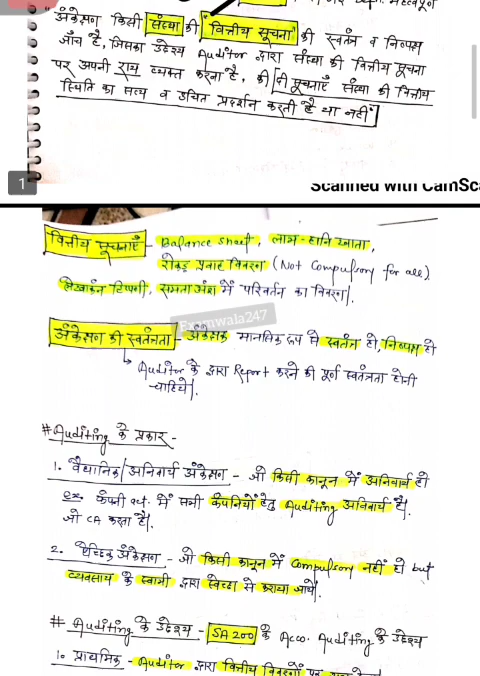 "अंकेक्षण किसी संस्था की "वित्तीय सूचना" की स्वतंत्र व निष्पक्ष
जाँच है, जिसका उद्देश्य Auditor द्वारा संस्था की वित्तीय सूचना
पर अपनी राय व्यक्त करना है, की दी सूचनाएँ संस्था की वित्तीय
स्थिति का सत्य व उचित प्रदर्शन करती है या नहीं"
1
Scanned with CamSc
वित्तीय सूचनाएँ - Balance sheet, लाभ-हानि खाता,
रोकड़ प्रवाह विवरण (Not Compulsory for all).
लेखांकन टिप्पणी, समता अंश में परिवर्तन का विवरण।
Examwala247
अंकेक्षण की स्वतंत्रता - अंकेक्षक मानसिक रूप से स्वतंत्र हो, निष्पक्ष हो
↳ Auditor के द्वारा Report करने की पूर्ण स्वतंत्रता होनी
चाहिये।
# Auditing के प्रकार -
1. वैधानिक/अनिवार्य अंकेक्षण - जो किसी कानून में अनिवार्य हो
ex. कंपनी act. में सभी कंपनियों हेतु Auditing अनिवार्य है।
जो CA करता है।
2. ऐच्छिक अंकेक्षण - जो किसी कानून में Compulsory नहीं हो but
व्यवसाय के स्वामी द्वारा स्वेच्छा से कराया जाये।
# Auditing के उद्देश्य - SA 200 के Acco. Auditing के उद्देश्य
1. प्राथमिक - Auditor द्वारा वित्तीय विवरणों पर